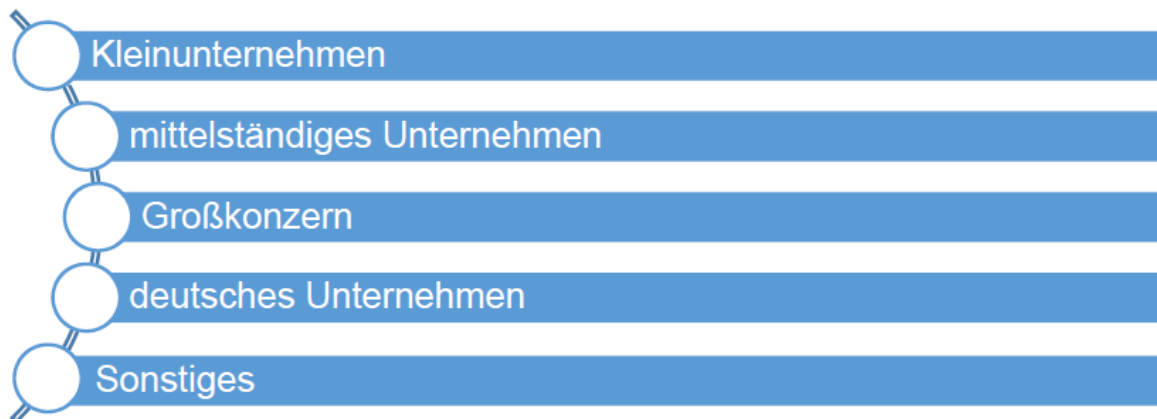 Kleinunternehmen
mittelständiges Unternehmen
Großkonzern
deutsches Unternehmen
Sonstiges